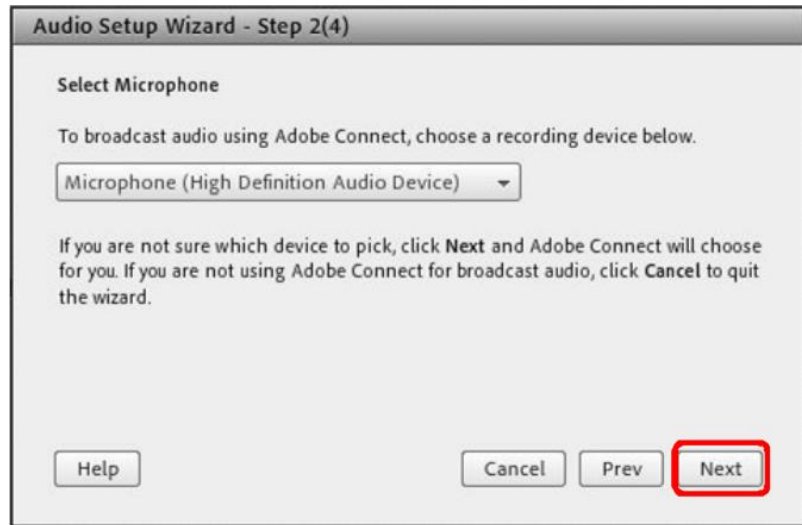 Audio Setup Wizard - Step 2(4)
Select Microphone
To broadcast audio using Adobe Connect, choose a recording device below.
Microphone (High Definition Audio Device)
If you are not sure which device to pick, click Next and Adobe Connect will choose
for you. If you are not using Adobe Connect for broadcast audio, click Cancel to quit
the wizard.
Help Cancel Prev Next